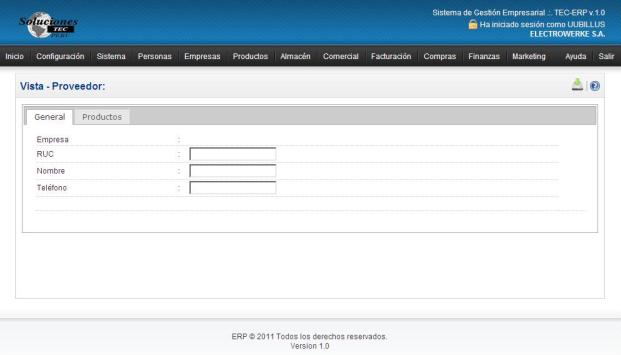 Soluciones
TEC
PERU
Sistema de Gestión Empresarial .:. TEC-ERP v.1.0
Ha iniciado sesión como UUBILLUS
ELECTROWERKE S.A.
Inicio Configuración Sistema Personas Empresas Productos Almacén Comercial Facturación Compras Finanzas Marketing Ayuda Salir
Vista - Proveedor:
General Productos
Empresa :
RUC :
Nombre :
Teléfono :
ERP © 2011 Todos los derechos reservados.
Version 1.0